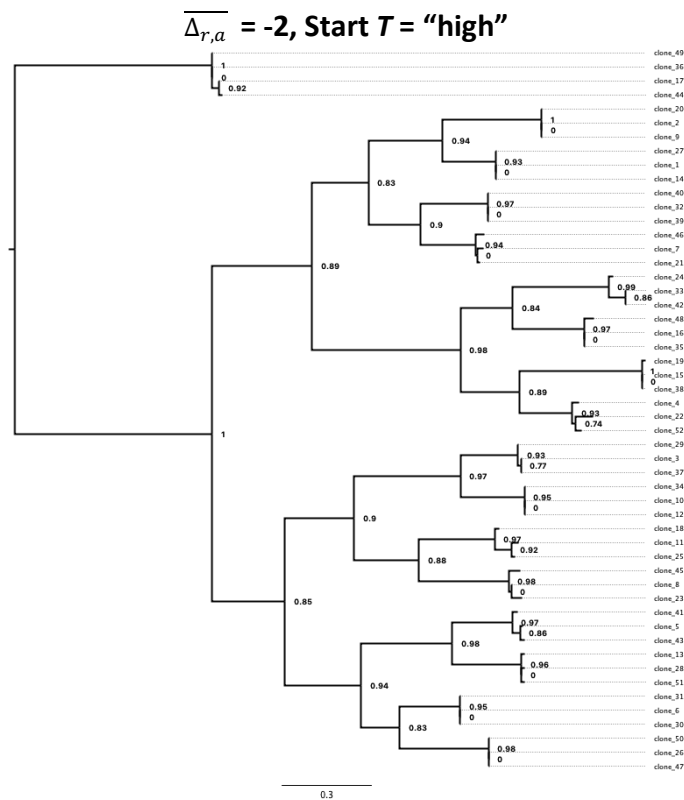 Δr,a = -2, Start T = “high”
clone_49
1
clone_36
0
clone_17
0.92
clone_44
clone_20
1
clone_2
0
clone_9
0.94
clone_27
0.93
clone_1
0
clone_14
0.83
clone_40
0.97
clone_32
0
clone_39
0.9
clone_46
0.94
clone_7
0
clone_21
0.89
clone_24
0.99
clone_33
0.86
clone_42
0.84
clone_48
0.97
clone_16
0
clone_35
0.98
clone_19
1
clone_15
0
clone_38
0.89
clone_4
0.93
clone_22
0.74
clone_52
1
clone_29
0.93
clone_3
0.77
clone_37
0.97
clone_34
0.95
clone_10
0
clone_12
0.9
clone_18
0.97
clone_11
0.92
clone_25
0.88
clone_45
0.98
clone_8
0
clone_23
0.85
clone_41
0.97
clone_5
0.86
clone_43
0.98
clone_13
0.96
clone_28
0
clone_51
0.94
clone_31
0.95
clone_6
0
clone_30
0.83
clone_50
0.98
clone_26
0
clone_47
0.3